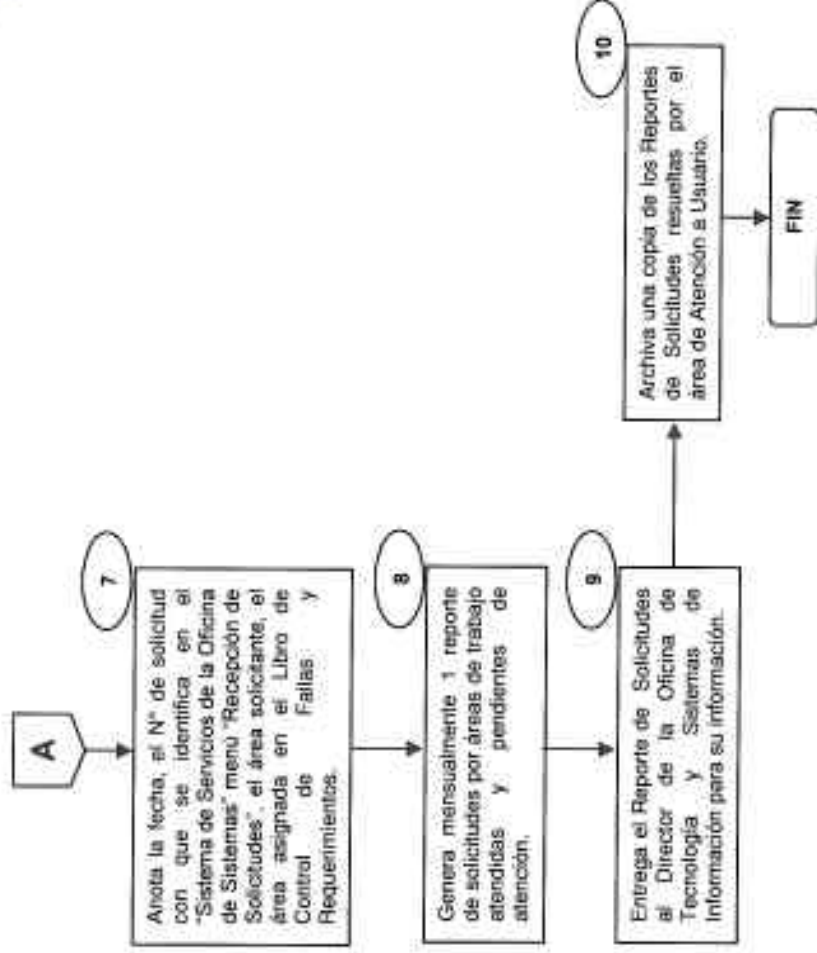 A
7
Anota la fecha, el N° de solicitud
con que se identifica en el
"Sistema de Servicios de la Oficina
de Sistemas" menú "Recepción de
Solicitudes", el área solicitante, el
área asignada en el Libro de
Control de Fallas y
Requerimientos.
8
Genera mensualmente 1 reporte
de solicitudes por áreas de trabajo
atendidas y pendientes de
atención.
9
Entrega el Reporte de Solicitudes
al Director de la Oficina de
Tecnología y Sistemas de
Información para su información.
10
Archiva una copia de los Reportes
de Solicitudes resueltas por el
área de Atención a Usuario.
FIN